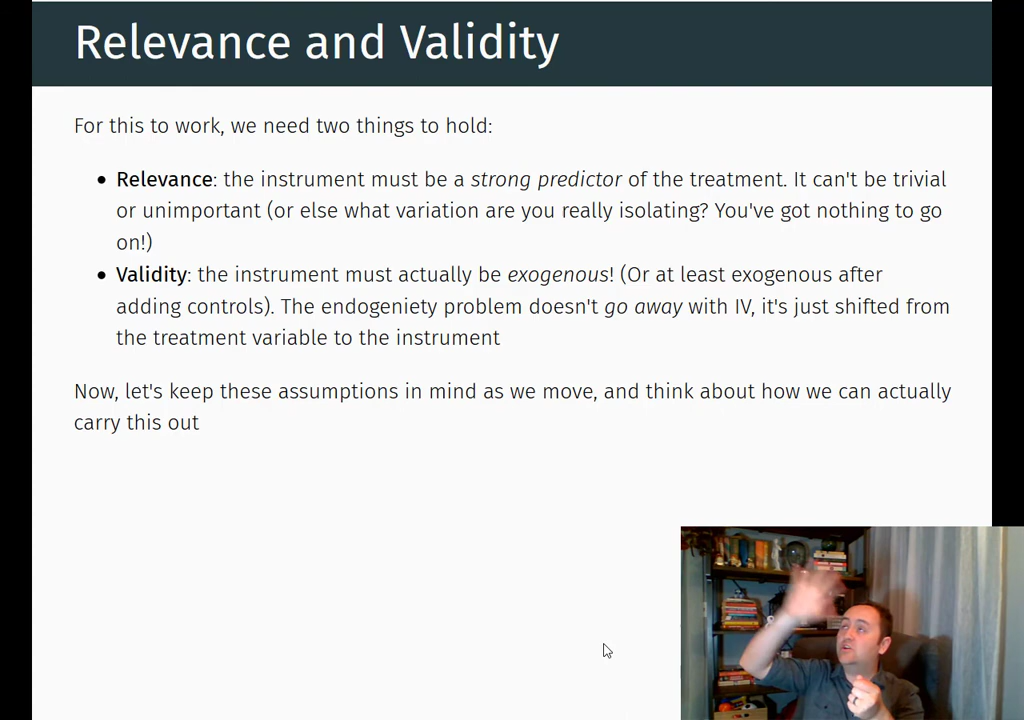 Relevance and Validity
For this to work, we need two things to hold:
• Relevance: the instrument must be a strong predictor of the treatment. It can't be trivial
or unimportant (or else what variation are you really isolating? You've got nothing to go
on!)
• Validity: the instrument must actually be exogenous! (Or at least exogenous after
adding controls). The endogeniety problem doesn't go away with IV, it's just shifted from
the treatment variable to the instrument
Now, let's keep these assumptions in mind as we move, and think about how we can actually
carry this out